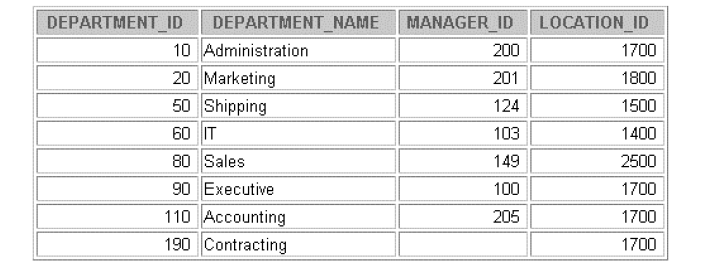 DEPARTMENT_ID DEPARTMENT_NAME MANAGER_ID LOCATION_ID
10 Administration 200 1700
20 Marketing 201 1800
50 Shipping 124 1500
60 IT 103 1400
80 Sales 149 2500
90 Executive 100 1700
110 Accounting 205 1700
190 Contracting 1700